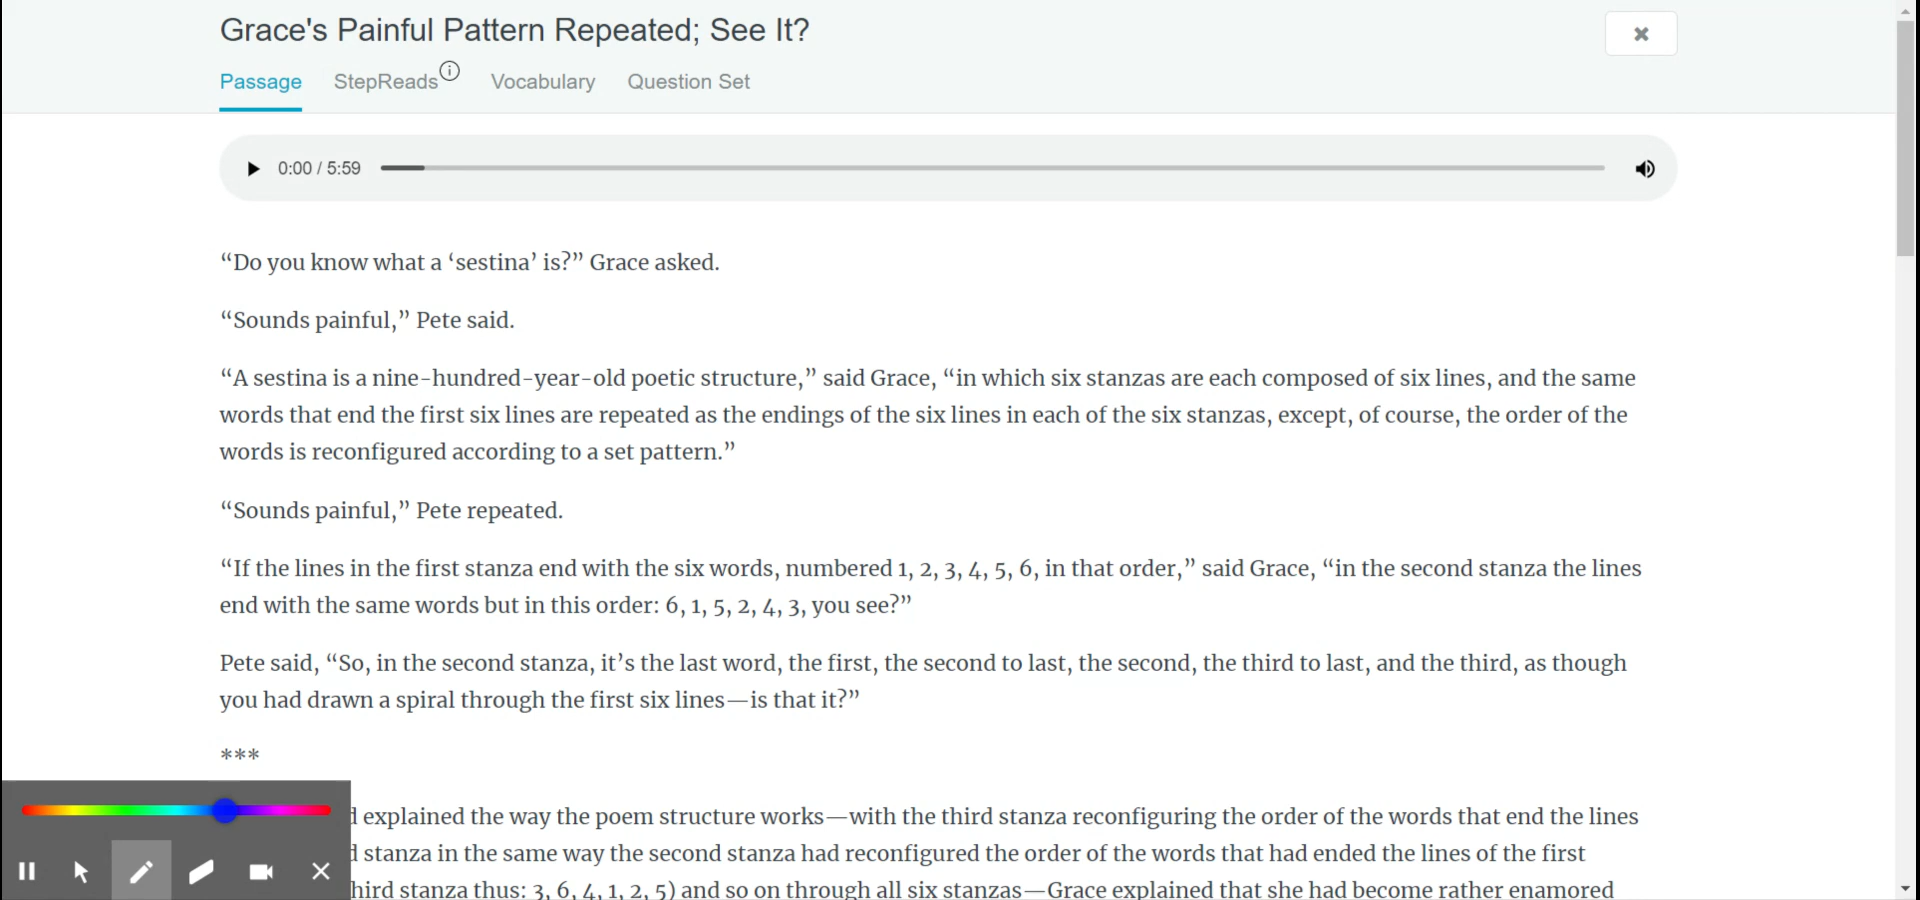 Grace's Painful Pattern Repeated; See It?
Passage StepReads Vocabulary Question Set
0:00 / 5:59
“Do you know what a ‘sestina’ is?” Grace asked.
“Sounds painful,” Pete said.
“A sestina is a nine-hundred-year-old poetic structure,” said Grace, “in which six stanzas are each composed of six lines, and the same
words that end the first six lines are repeated as the endings of the six lines in each of the six stanzas, except, of course, the order of the
words is reconfigured according to a set pattern.”
“Sounds painful,” Pete repeated.
“If the lines in the first stanza end with the six words, numbered 1, 2, 3, 4, 5, 6, in that order,” said Grace, “in the second stanza the lines
end with the same words but in this order: 6, 1, 5, 2, 4, 3, you see?”
Pete said, “So, in the second stanza, it’s the last word, the first, the second to last, the second, the third to last, and the third, as though
you had drawn a spiral through the first six lines—is that it?”
***
explained the way the poem structure works—with the third stanza reconfiguring the order of the words that end the lines
stanza in the same way the second stanza had reconfigured the order of the words that had ended the lines of the first
hird stanza thus: 3, 6, 4, 1, 2, 5) and so on through all six stanzas—Grace explained that she had become rather enamored